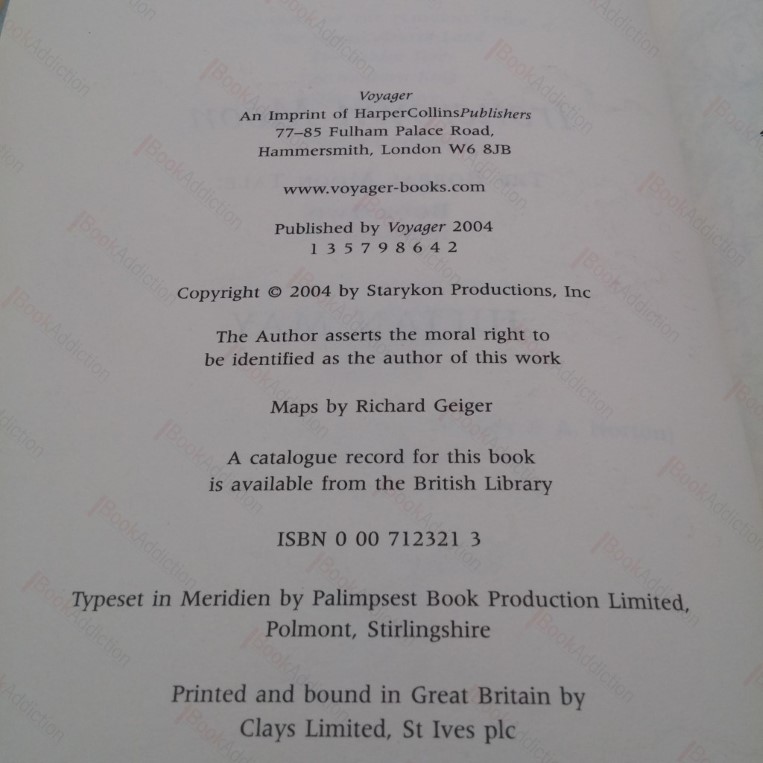 Voyager
An Imprint of HarperCollinsPublishers
77–85 Fulham Palace Road,
Hammersmith, London W6 8JB
www.voyager-books.com
Published by Voyager 2004
1 3 5 7 9 8 6 4 2
Copyright © 2004 by Starykon Productions, Inc
The Author asserts the moral right to
be identified as the author of this work
Maps by Richard Geiger
A catalogue record for this book
is available from the British Library
ISBN 0 00 712321 3
Typeset in Meridien by Palimpsest Book Production Limited,
Polmont, Stirlingshire
Printed and bound in Great Britain by
Clays Limited, St Ives plc